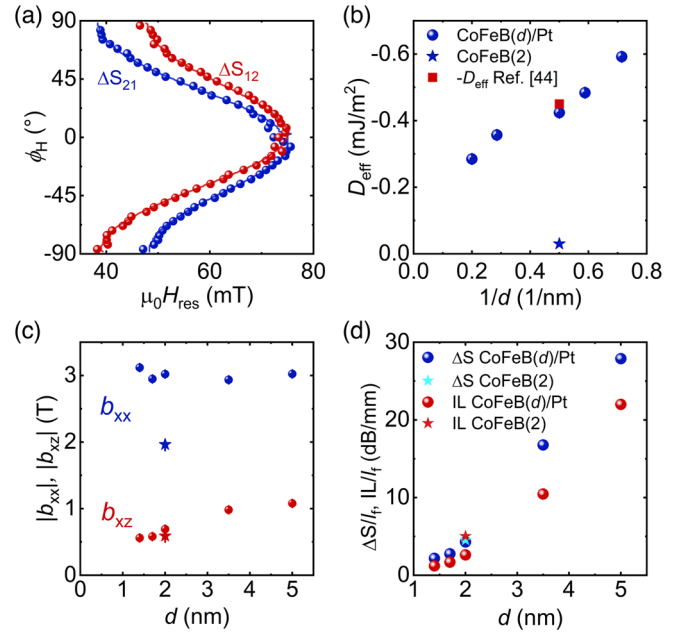 (a)
90
45
0
-45
-90
ϕH (°)
ΔS21
ΔS12
40
60
80
μ0Hres (mT)
(b)
-0.6
-0.4
-0.2
0.0
Deff (mJ/m²)
CoFeB(d)/Pt
CoFeB(2)
-Deff Ref. [44]
0.0
0.2
0.4
0.6
0.8
1/d (1/nm)
(c)
3
2
1
0
|bxx|, |bxz| (T)
bxx
bxz
0
1
2
3
4
5
d (nm)
(d)
30
20
10
0
ΔS/lf, IL/lf (dB/mm)
ΔS CoFeB(d)/Pt
ΔS CoFeB(2)
IL CoFeB(d)/Pt
IL CoFeB(2)
1
2
3
4
5
d (nm)